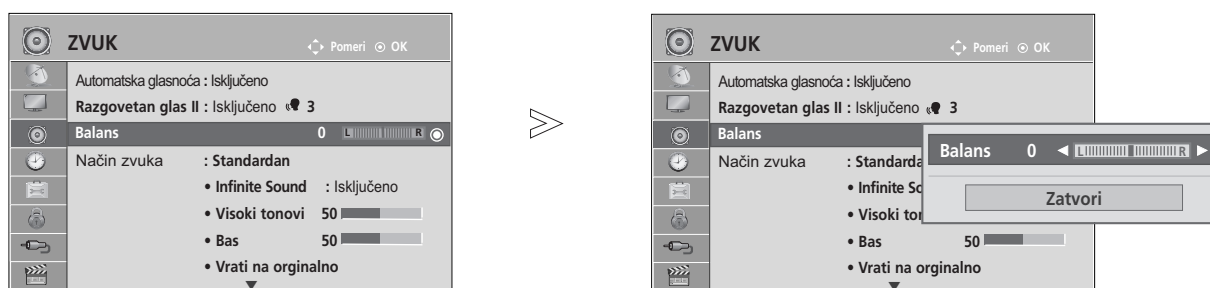 ZVUK
Pomeri OK
Automatska glasnoća : Isključeno
Razgovetan glas II : Isključeno 3
Balans 0 L R
Način zvuka : Standardan
• Infinite Sound : Isključeno
• Visoki tonovi 50
• Bas 50
• Vrati na orginalno
ZVUK
Pomeri OK
Automatska glasnoća : Isključeno
Razgovetan glas II : Isključeno 3
Balans
Način zvuka : Standarda
• Infinite So
• Visoki ton
• Bas 50
• Vrati na orginalno
Balans 0 L R
Zatvori